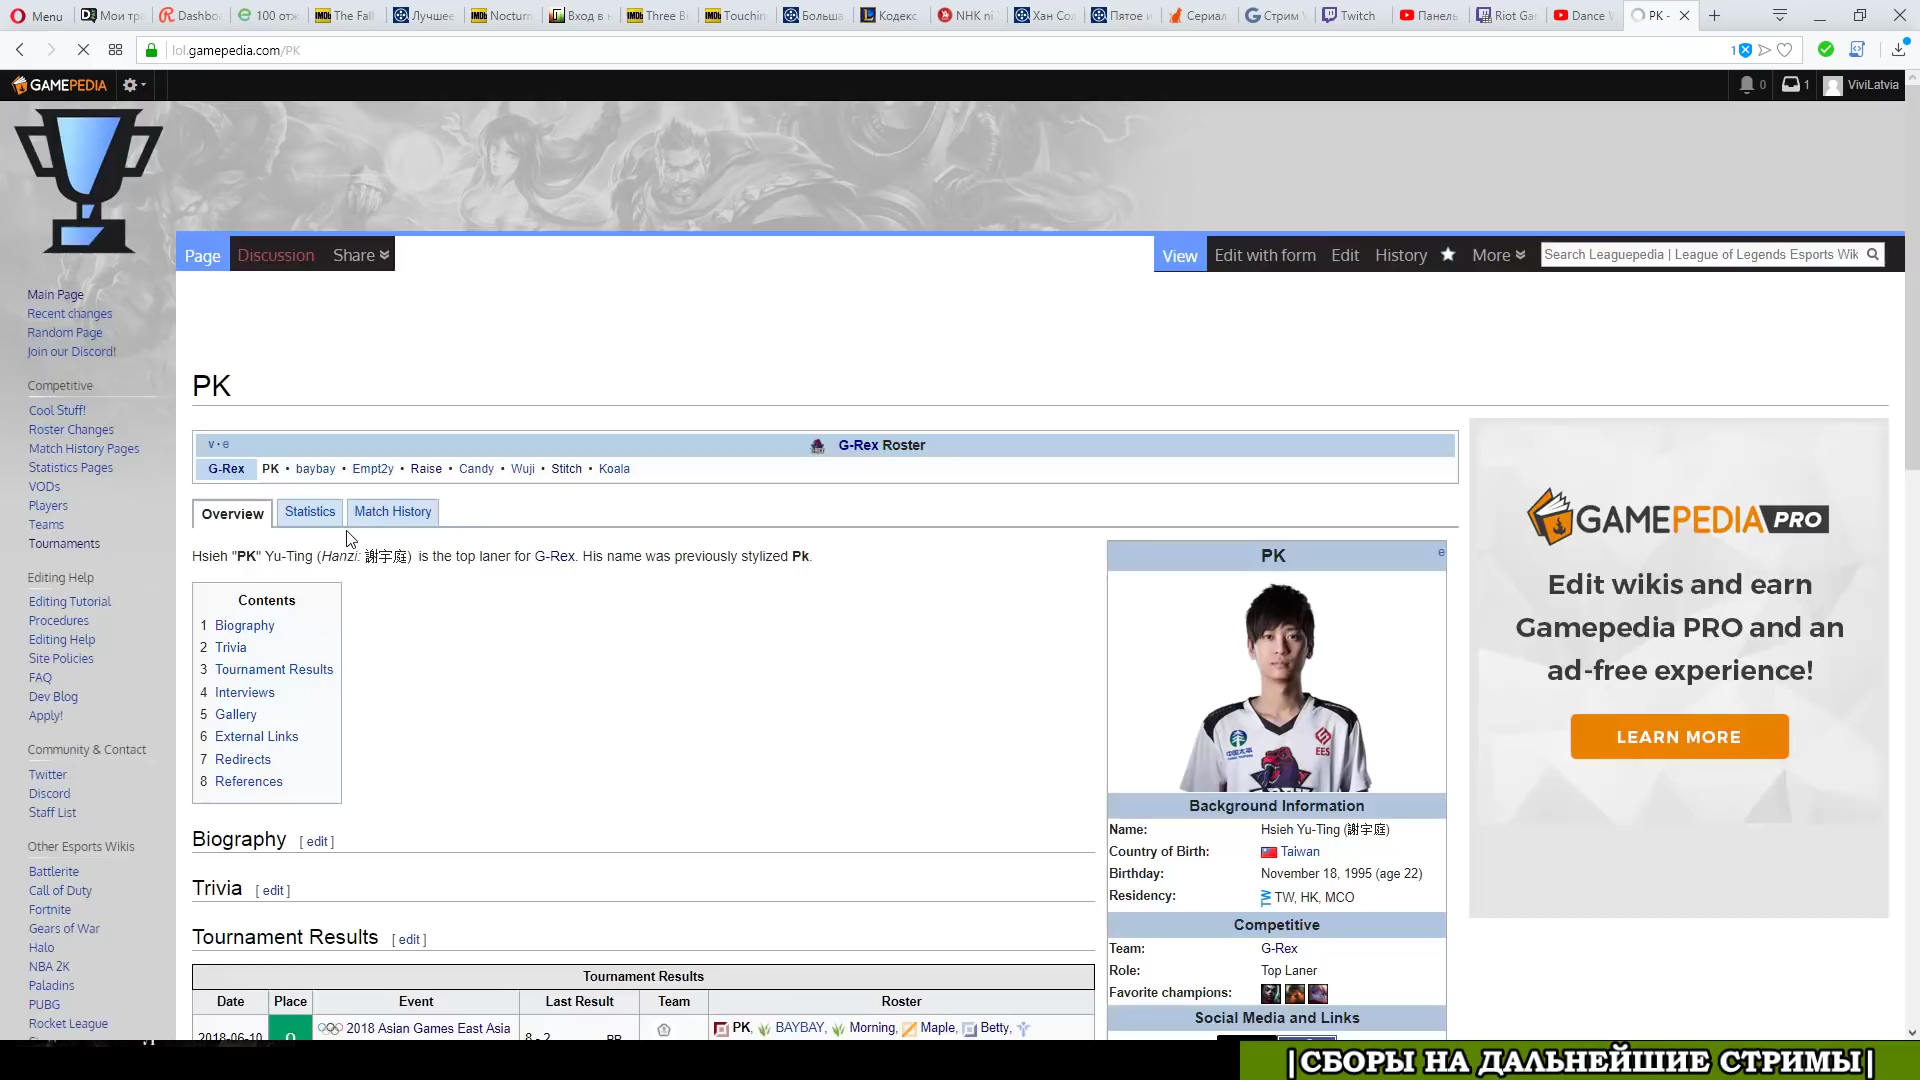 Menu
Мои тр
Dashbo
100 отж
The Fall
Лучшее
Nocturn
Вход в н
Three Bi
Touchin
Больша
Кодекс
NHK ni
Хан Сол
Пятое и
Сериал
Стрим
Twitch
Панель
Riot Ga
Dance
PK -
lol.gamepedia.com/PK
1
GAMEPEDIA
0
1
ViviLatvia
Page Discussion Share
View Edit with form Edit History More
Search Leaguepedia | League of Legends Esports Wik
Main Page
Recent changes
Random Page
Join our Discord!
Competitive
Cool Stuff!
Roster Changes
Match History Pages
Statistics Pages
VODs
Players
Teams
Tournaments
Editing Help
Editing Tutorial
Procedures
Editing Help
Site Policies
FAQ
Dev Blog
Apply!
Community & Contact
Twitter
Discord
Staff List
Other Esports Wikis
Battlerite
Call of Duty
Fortnite
Gears of War
Halo
NBA 2K
Paladins
PUBG
Rocket League
PK
v · e
G-Rex Roster
G-Rex PK • baybay • Empt2y • Raise • Candy • Wuji • Stitch • Koala
Overview Statistics Match History
Hsieh "PK" Yu-Ting (Hanzi: 謝宇庭) is the top laner for G-Rex. His name was previously stylized Pk.
Contents
1 Biography
2 Trivia
3 Tournament Results
4 Interviews
5 Gallery
6 External Links
7 Redirects
8 References
Biography [ edit ]
Trivia [ edit ]
Tournament Results [ edit ]
Tournament Results
Date Place Event Last Result Team Roster
2018-06-10 2018 Asian Games East Asia 8 - 2 PK, BAYBAY, Morning, Maple, Betty,
PK
e
EES
Background Information
Name: Hsieh Yu-Ting (謝宇庭)
Country of Birth: Taiwan
Birthday: November 18, 1995 (age 22)
Residency: TW TW, HK, MCO
Competitive
Team: G-Rex
Role: Top Laner
Favorite champions:
Social Media and Links
GAMEPEDIA PRO
Edit wikis and earn
Gamepedia PRO and an
ad-free experience!
LEARN MORE
|СБОРЫ НА ДАЛЬНЕЙШИЕ СТРИМЫ|